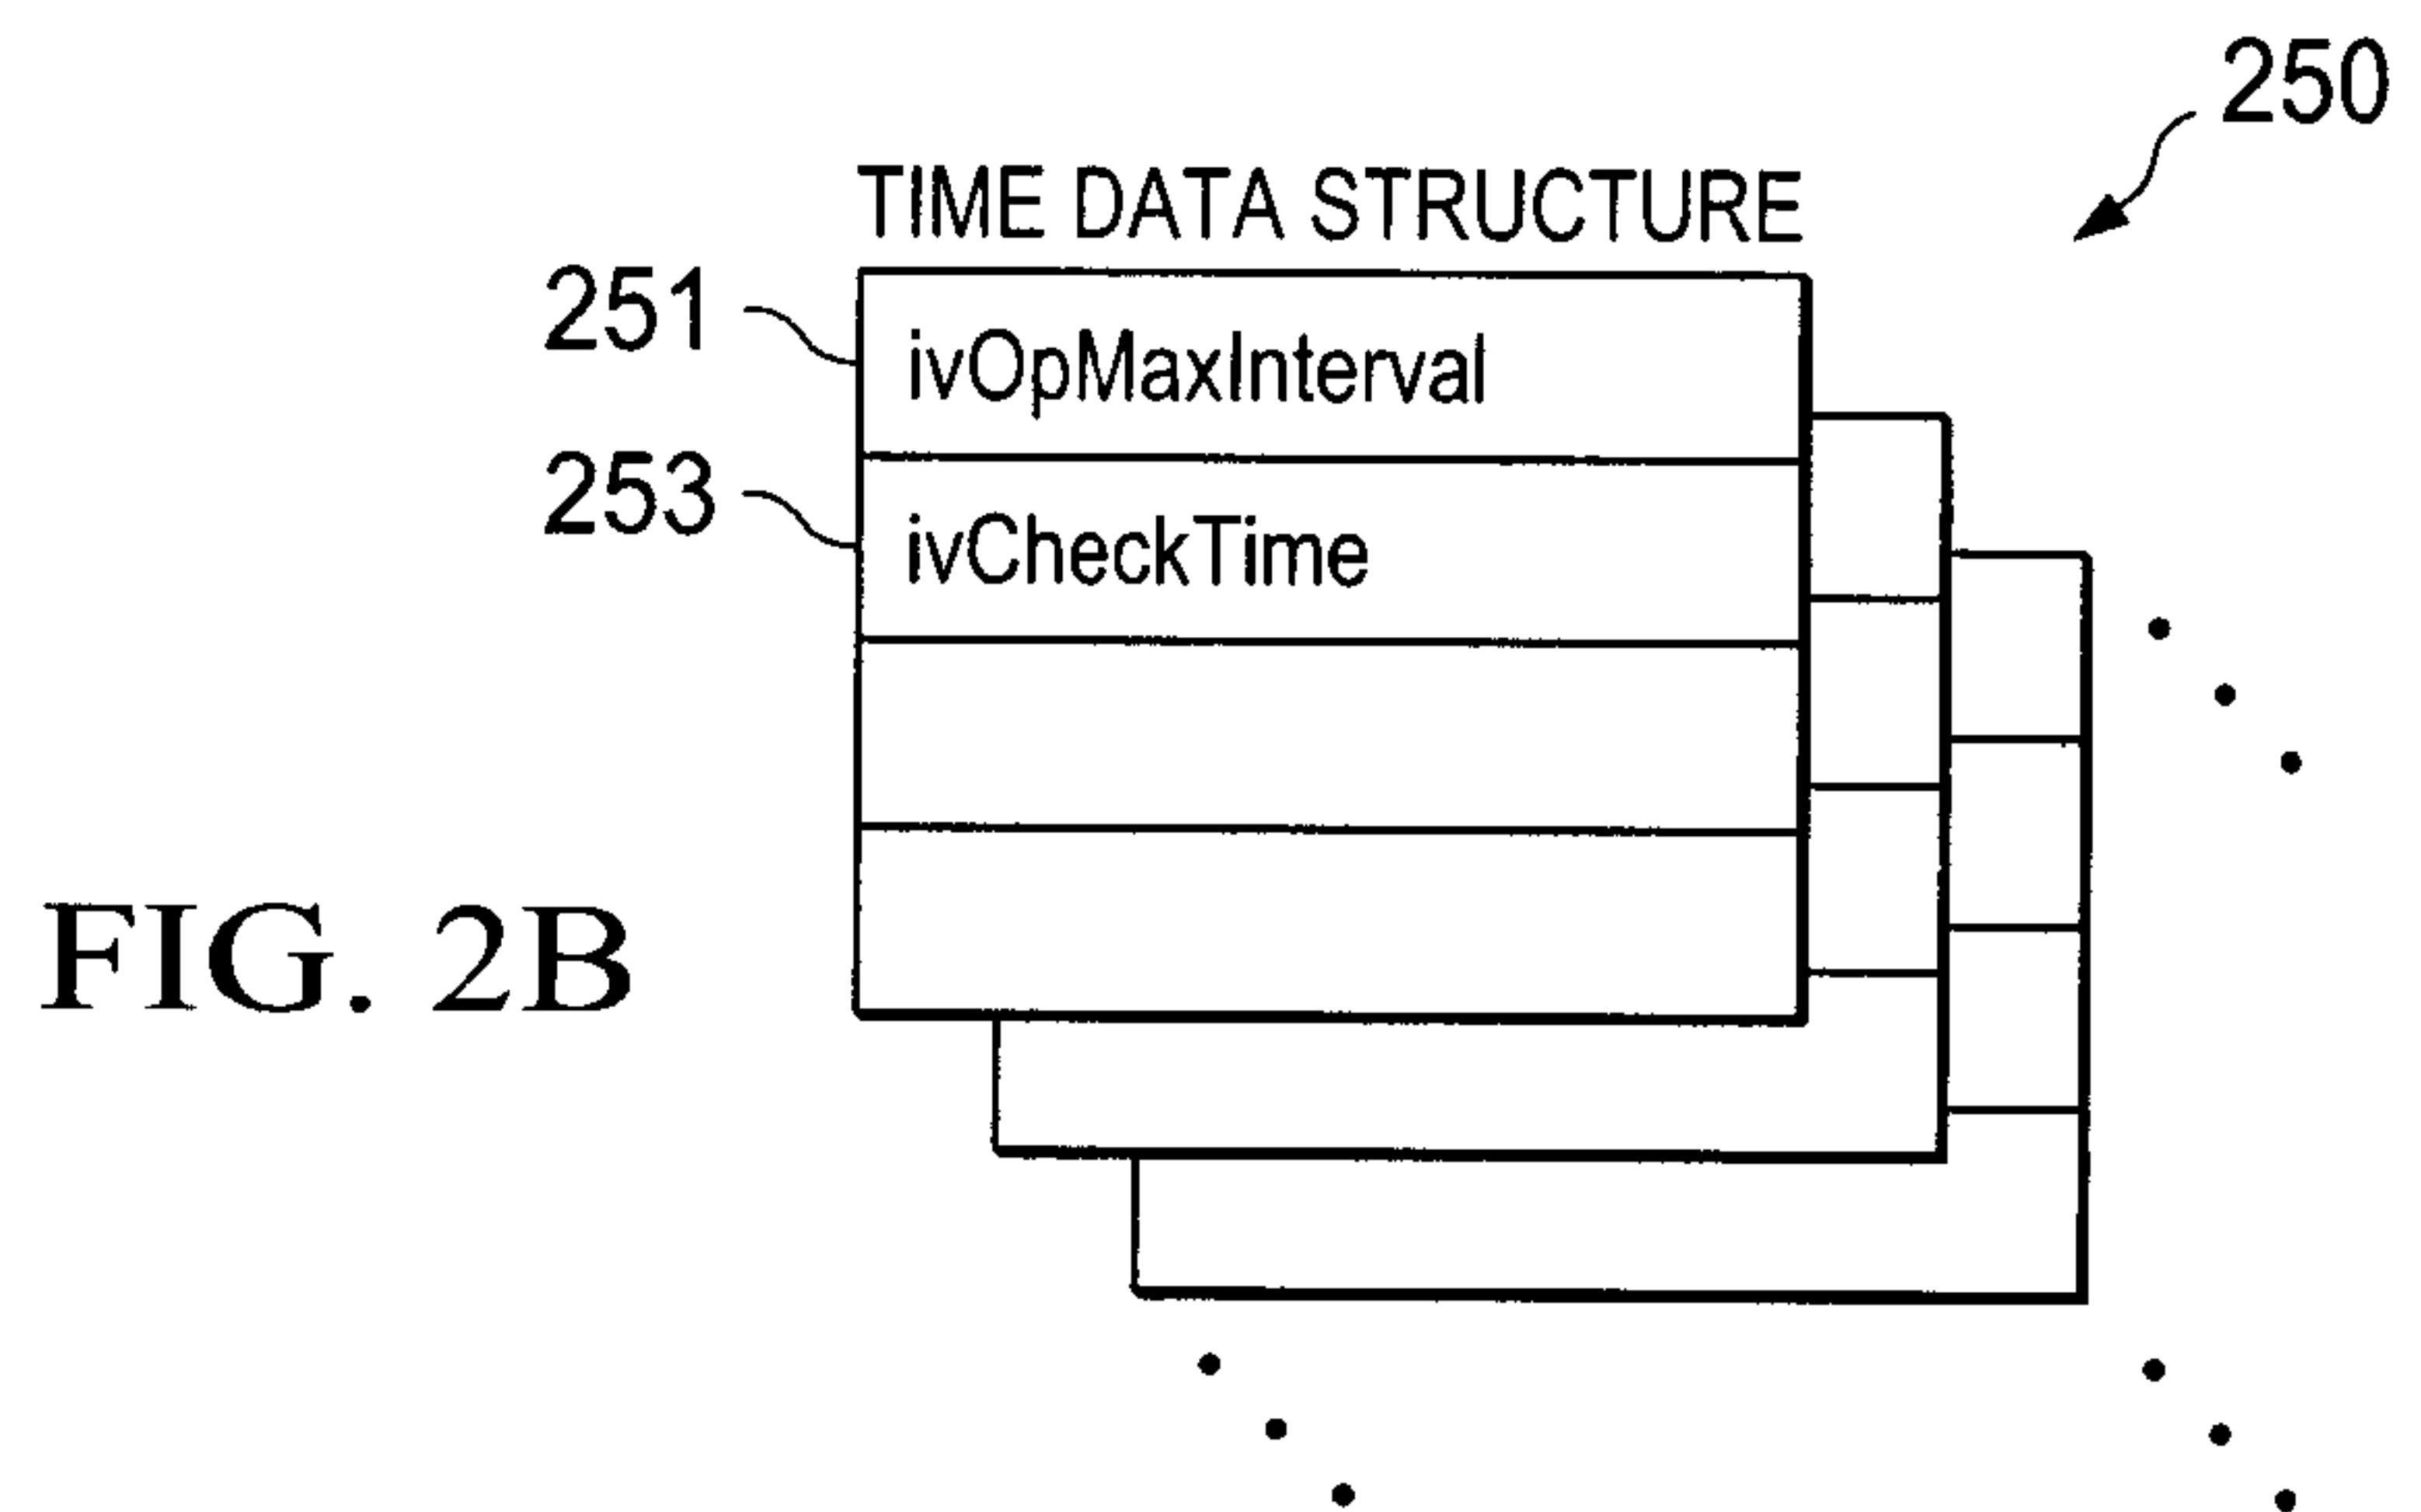 250
TIME DATA STRUCTURE
251
ivOpMaxInterval
253
ivCheckTime
FIG. 2B